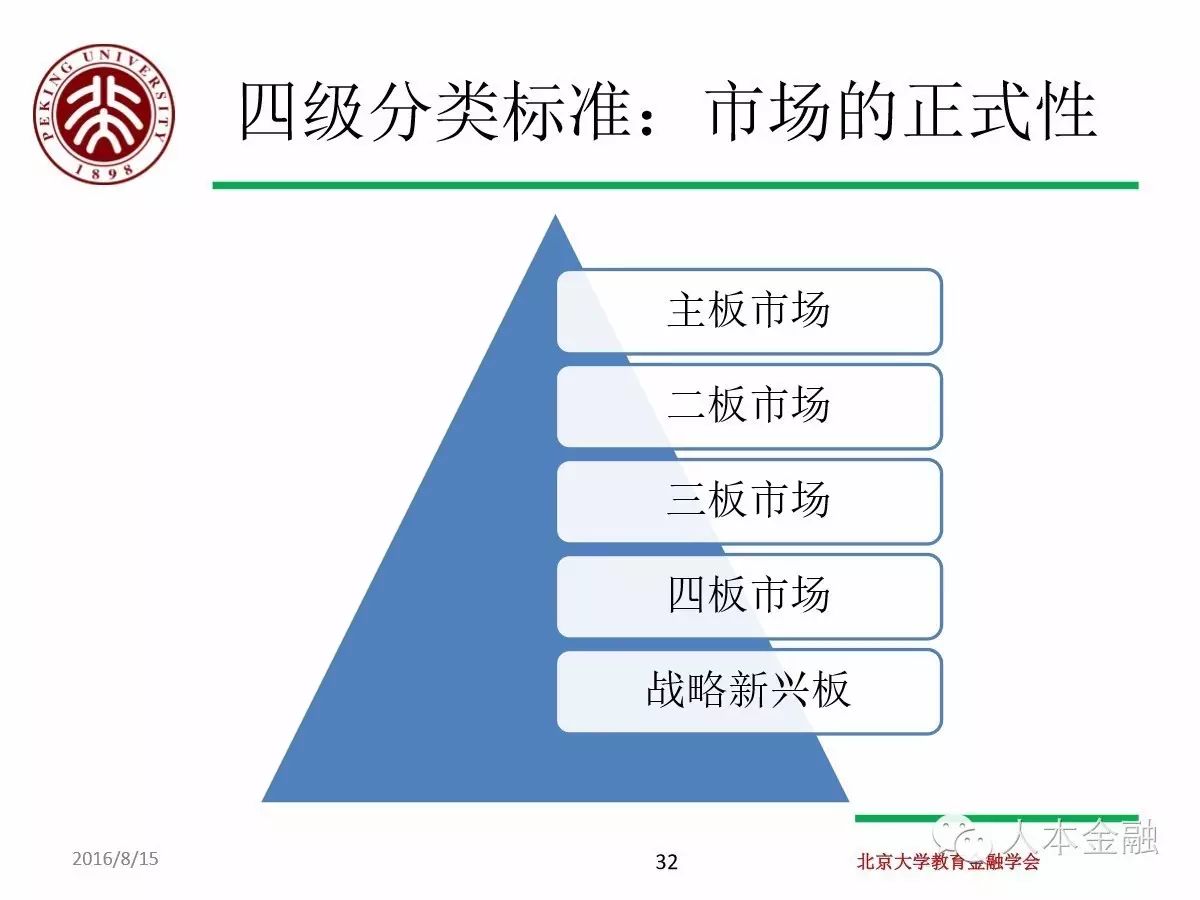 PEKING UNIVERSITY
1898
四级分类标准：市场的正式性
主板市场
二板市场
三板市场
四板市场
战略新兴板
人本金融
2016/8/15
32
北京大学教育金融学会